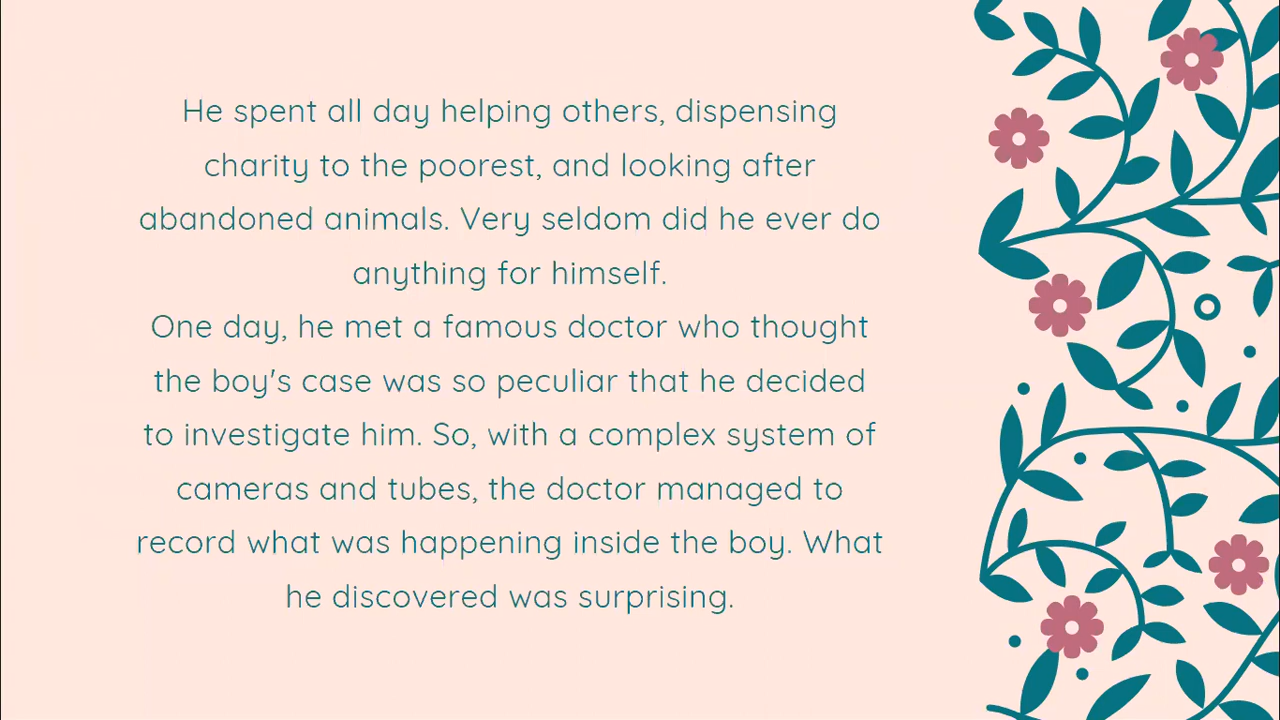 He spent all day helping others, dispensing
charity to the poorest, and looking after
abandoned animals. Very seldom did he ever do
anything for himself.
One day, he met a famous doctor who thought
the boy's case was so peculiar that he decided
to investigate him. So, with a complex system of
cameras and tubes, the doctor managed to
record what was happening inside the boy. What
he discovered was surprising.